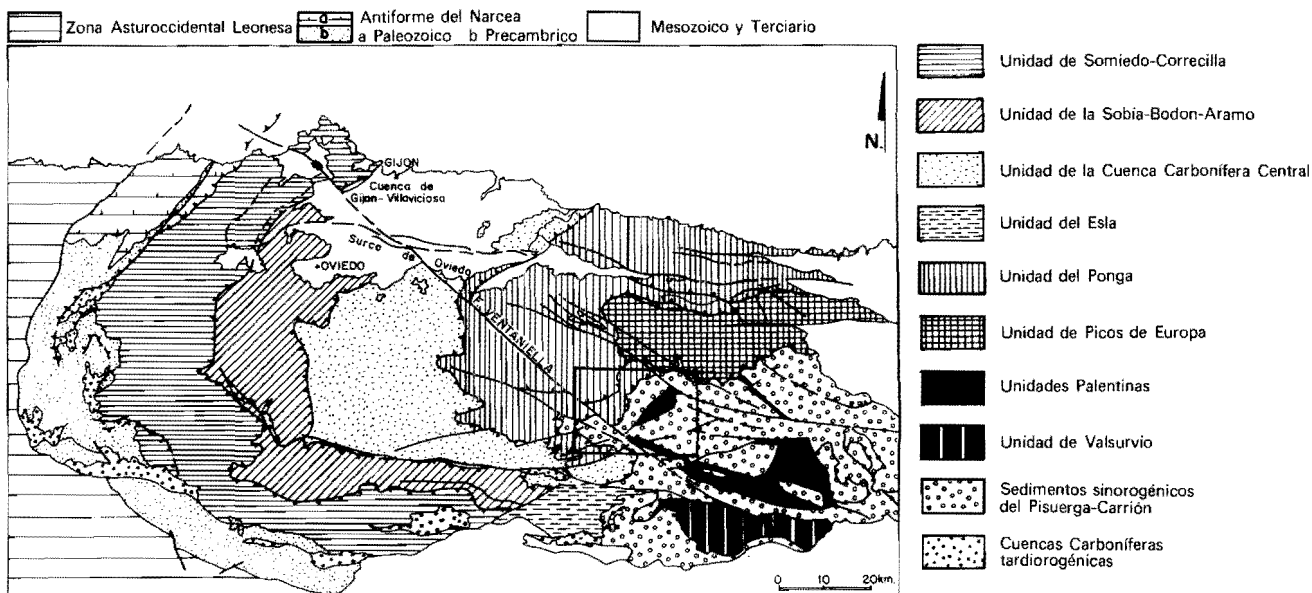 Zona Asturoccidental Leonesa
a
b
Antiforme del Narcea
a Paleozoico b Precambrico
Mesozoico y Terciario
Unidad de Somiedo-Correcilla
Unidad de la Sobia-Bodon-Aramo
Unidad de la Cuenca Carbonífera Central
Unidad del Esla
Unidad del Ponga
Unidad de Picos de Europa
Unidades Palentinas
Unidad de Valsurvio
Sedimentos sinorogénicos
del Pisuerga-Carrión
Cuencas Carboníferas
tardiorogénicas
N.
GIJON
Cuenca de
Gijon-Villaviciosa
Surco de Oviedo
OVIEDO
F. VENTANIELLA
0 10 20km.